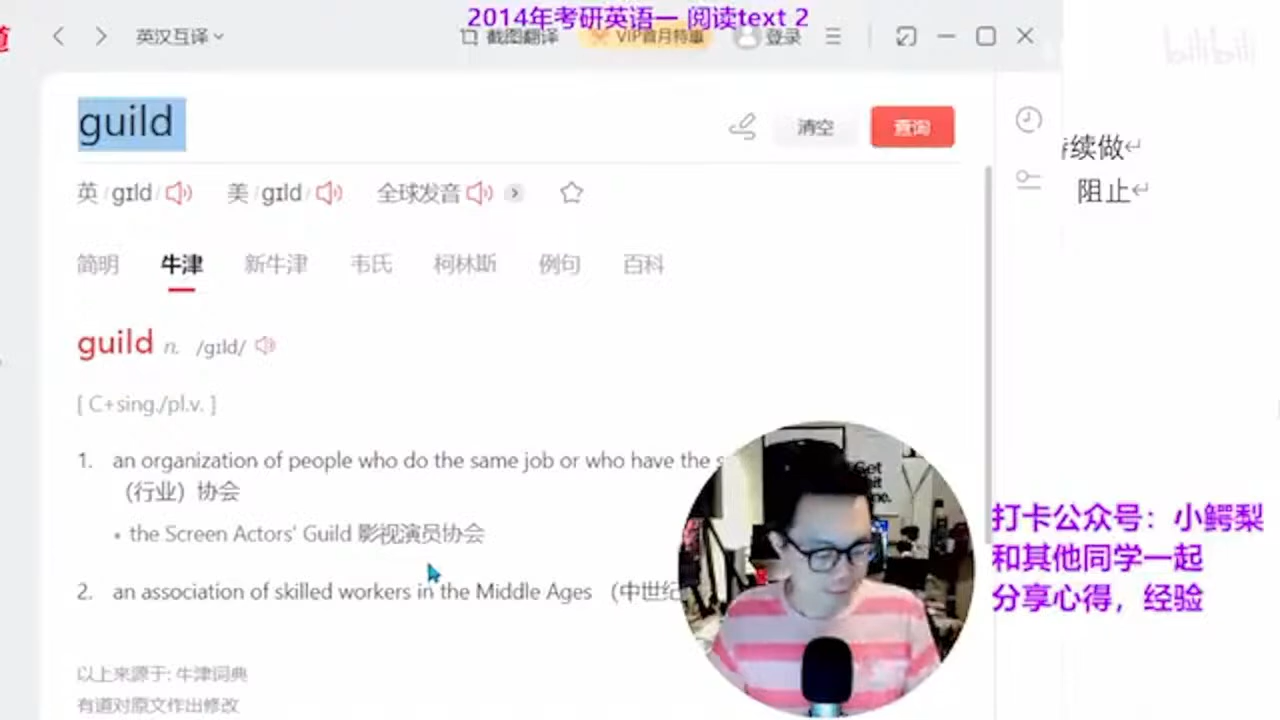 2014年考研英语一 阅读text 2
英汉互译
截图翻译
VIP首月特惠
登录
bilibili
guild
清空
查询
续做
阻止
英 /gɪld/ 美 /gɪld/ 全球发音
简明 牛津 新牛津 韦氏 柯林斯 例句 百科
guild n. /gɪld/
[ C+sing./pl.v. ]
1. an organization of people who do the same job or who have the
（行业）协会
• the Screen Actors' Guild 影视演员协会
2. an association of skilled workers in the Middle Ages （中世纪
打卡公众号：小鳄梨
和其他同学一起
分享心得，经验
以上来源于: 牛津词典
有道对原文作出修改